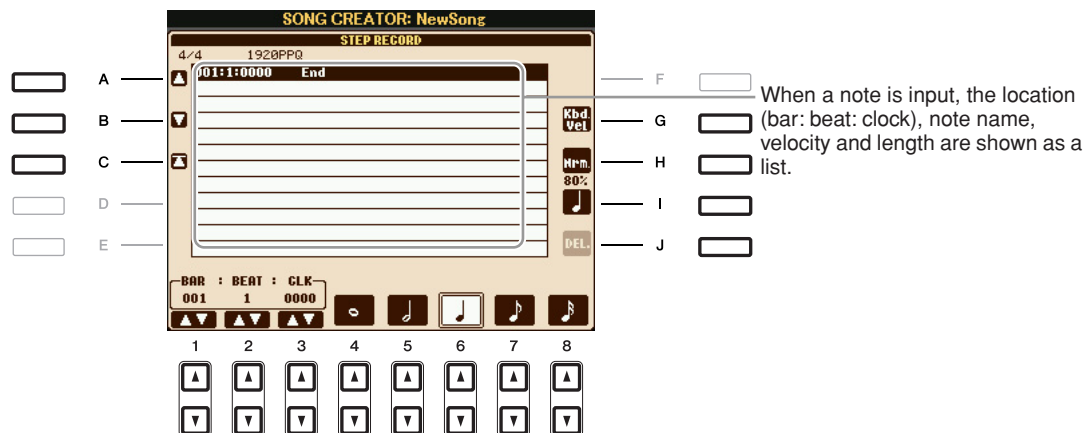 SONG CREATOR: NewSong
STEP RECORD
4/4 1920PPQ
001:1:0000 End
A
B
C
D
E
F
G
H
I
J
Kbd. Vel
Nrm.
80%
DEL.
When a note is input, the location
(bar: beat: clock), note name,
velocity and length are shown as a
list.
BAR : BEAT : CLK
001 1 0000
1 2 3 4 5 6 7 8